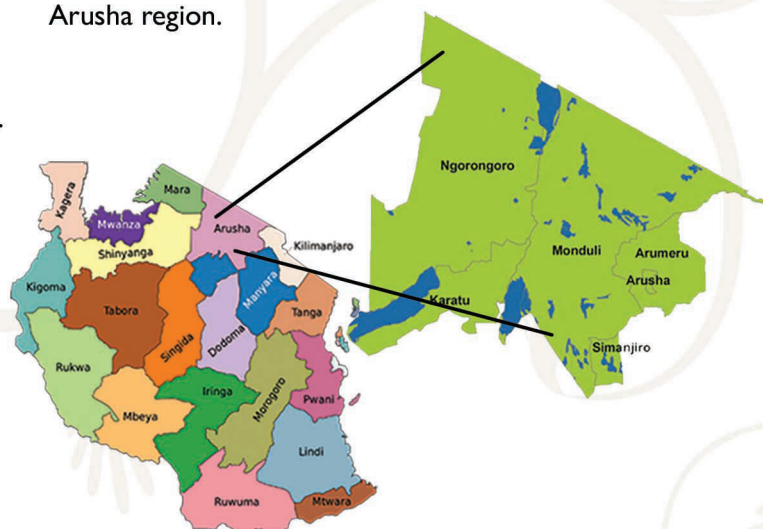 Arusha region.
Kagera
Mwanza
Mara
Shinyanga
Arusha
Kilimanjaro
Kigoma
Tabora
Singida
Dodoma
Manyara
Tanga
Rukwa
Mbeya
Iringa
Morogoro
Pwani
Lindi
Ruwuma
Mtwara
Ngorongoro
Monduli
Arumeru
Arusha
Karatu
Simanjiro